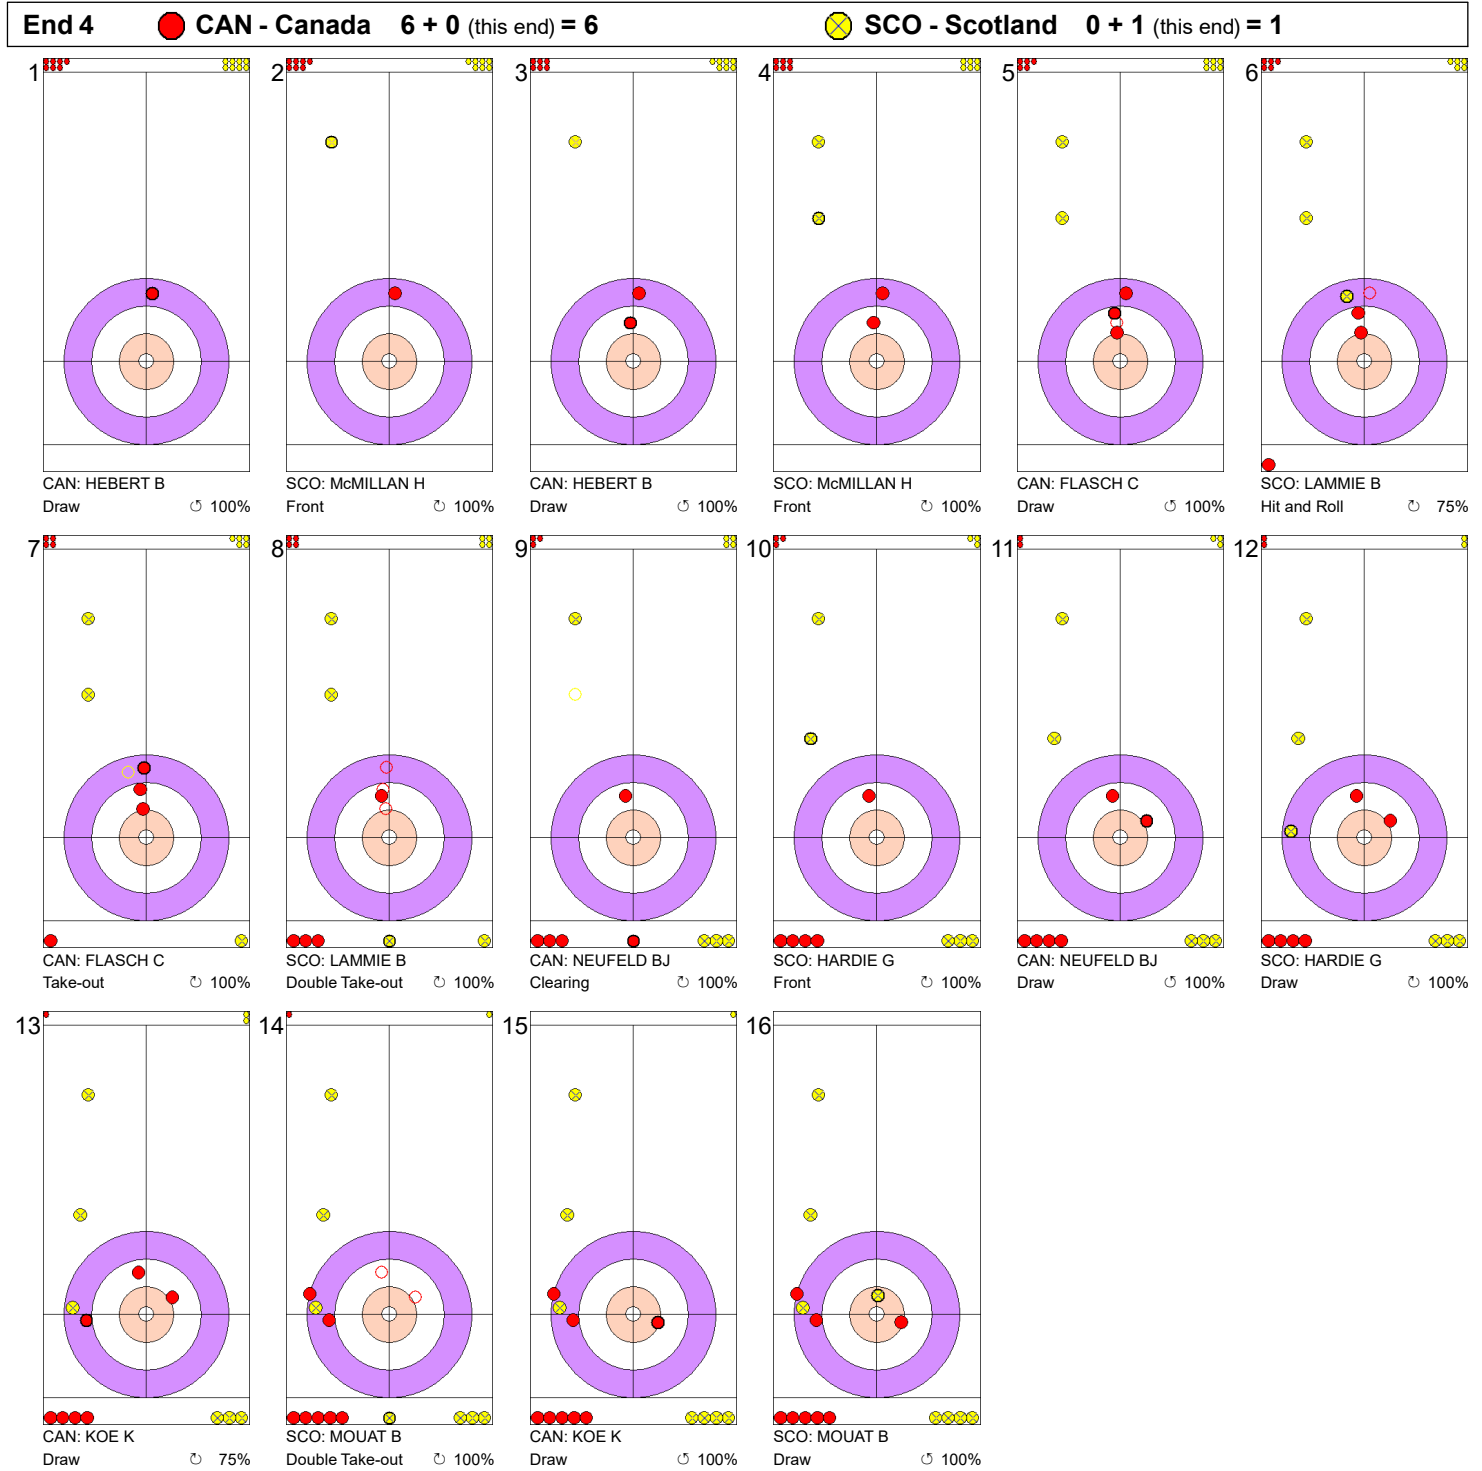 End 4 CAN - Canada 6 + 0 (this end) = 6 SCO - Scotland 0 + 1 (this end) = 1
1 2 3 4 5 6
CAN: HEBERT B SCO: McMILLAN H CAN: HEBERT B SCO: McMILLAN H CAN: FLASCH C SCO: LAMMIE B
Draw ↺ 100% Front ↻ 100% Draw ↺ 100% Front ↻ 100% Draw ↺ 100% Hit and Roll ↻ 75%
7 8 9 10 11 12
CAN: FLASCH C SCO: LAMMIE B CAN: NEUFELD BJ SCO: HARDIE G CAN: NEUFELD BJ SCO: HARDIE G
Take-out ↻ 100% Double Take-out ↻ 100% Clearing ↻ 100% Front ↺ 100% Draw ↺ 100% Draw ↻ 100%
13 14 15 16
CAN: KOE K SCO: MOUAT B CAN: KOE K SCO: MOUAT B
Draw ↻ 75% Double Take-out ↻ 100% Draw ↺ 100% Draw ↺ 100%